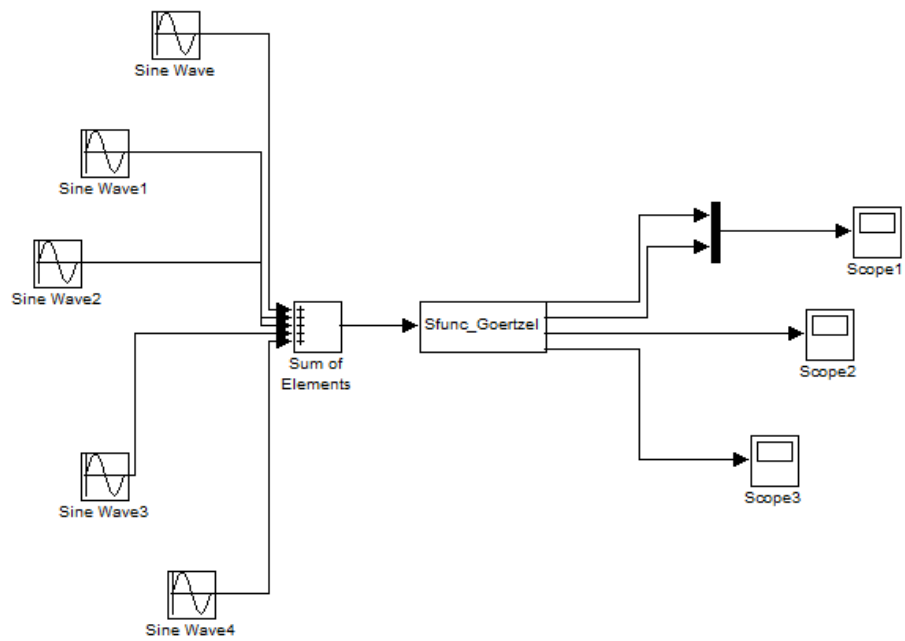 Sine Wave
Sine Wave1
Sine Wave2
Scope1
+
+
+
+
+
Sfunc_Goertzel
Sum of
Elements
Scope2
Scope3
Sine Wave3
Sine Wave4